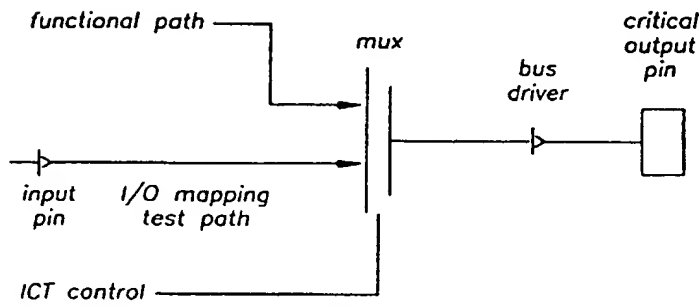 functional path
mux
critical
output
pin
bus
driver
input
pin
I/O mapping
test path
ICT control